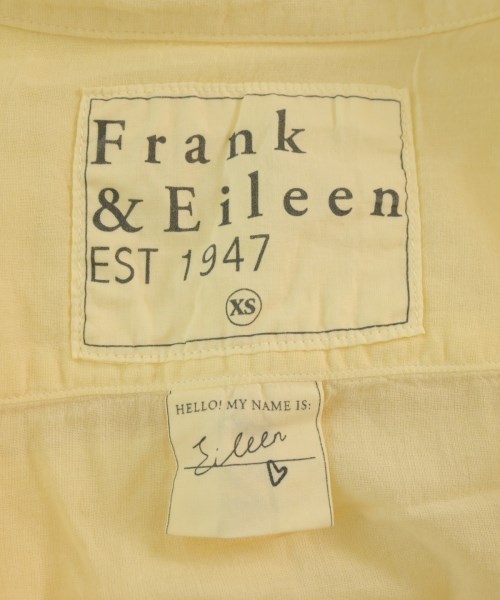 Frank
& Eileen
EST 1947
XS
HELLO! MY NAME IS:
Eileen